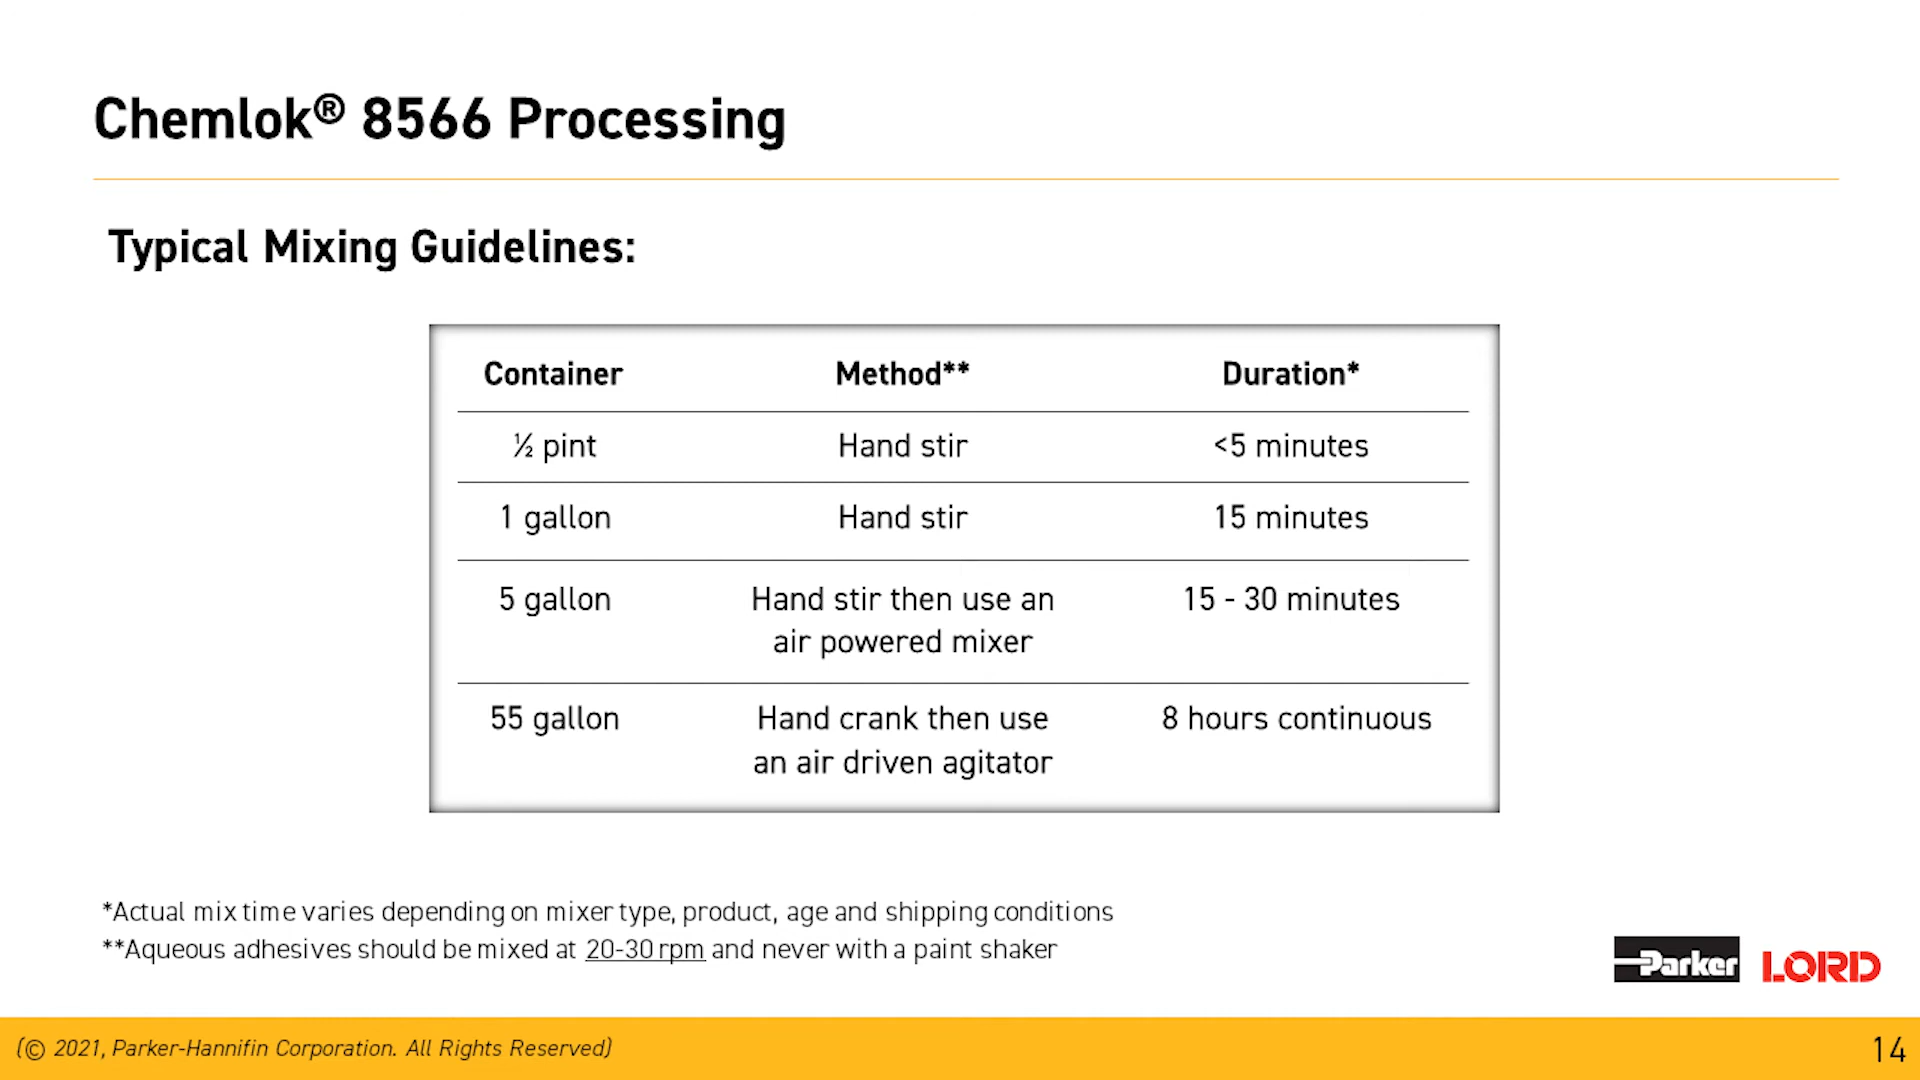 Chemlok® 8566 Processing
Typical Mixing Guidelines:
Container Method** Duration*
½ pint Hand stir <5 minutes
1 gallon Hand stir 15 minutes
5 gallon Hand stir then use an 15 - 30 minutes
air powered mixer
55 gallon Hand crank then use 8 hours continuous
an air driven agitator
*Actual mix time varies depending on mixer type, product, age and shipping conditions
**Aqueous adhesives should be mixed at 20-30 rpm and never with a paint shaker
Parker LORD
(© 2021, Parker-Hannifin Corporation. All Rights Reserved)
14